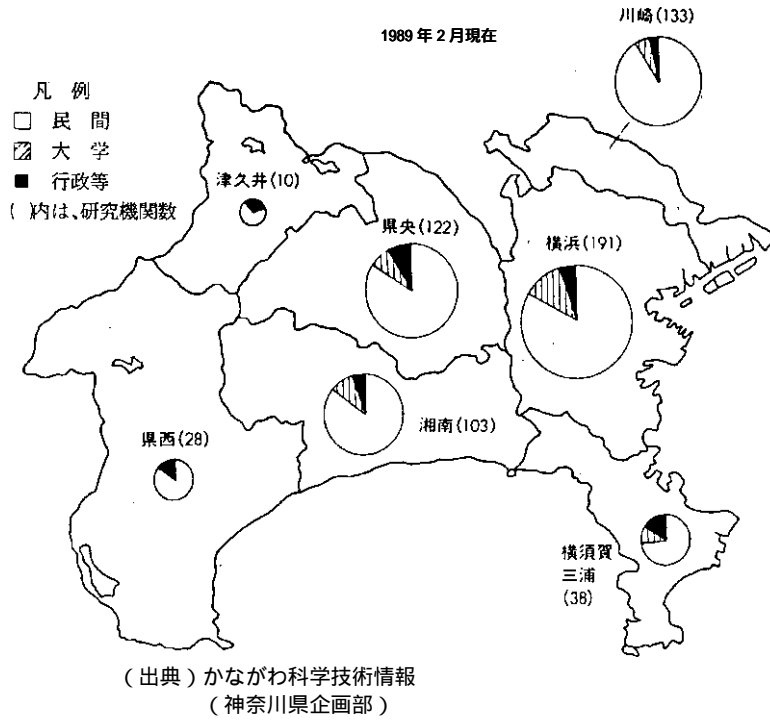 1989年2月現在
川崎(133)
凡 例
民 間
大 学
行政等
( )内は、研究機関数
津久井(10)
県央(122)
横浜(191)
湘南(103)
県西(28)
横須賀
三浦
(38)
(出典)かながわ科学技術情報
(神奈川県企画部)